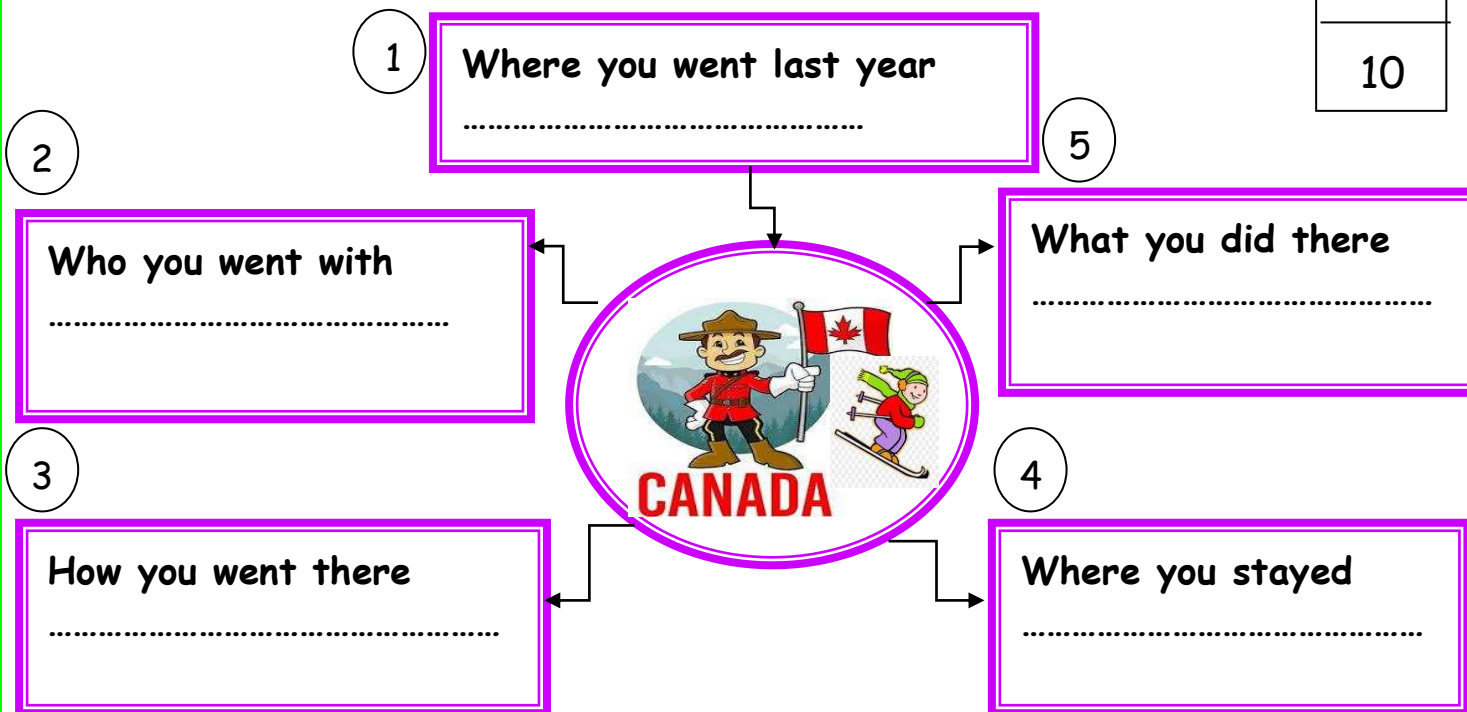 1
Where you went last year
………………………………………….
10
2
Who you went with
………………………………………….
5
What you did there
………………………………………….
CANADA
3
How you went there
……………………………………………….
4
Where you stayed
………………………………………….